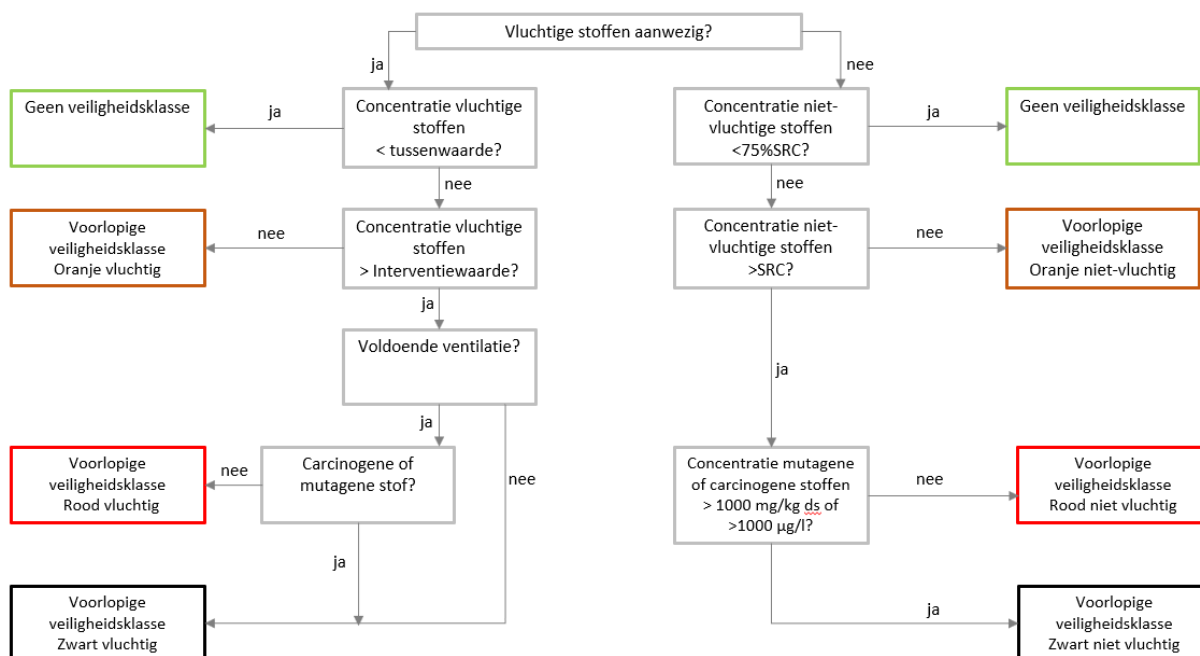 Vluchtige stoffen aanwezig?
ja
nee
Geen veiligheidsklasse
ja
Concentratie vluchtige
stoffen
< tussenwaarde?
Concentratie niet-
vluchtige stoffen
<75%SRC?
ja
Geen veiligheidsklasse
nee
nee
Voorlopige
veiligheidsklasse
Oranje vluchtig
nee
Concentratie vluchtige
stoffen
> Interventiewaarde?
Concentratie niet-
vluchtige stoffen
>SRC?
nee
Voorlopige
veiligheidsklasse
Oranje niet-vluchtig
ja
Voldoende ventilatie?
ja
ja
nee
Voorlopige
veiligheidsklasse
Rood vluchtig
nee
Carcinogene of
mutagene stof?
Concentratie mutagene
of carcinogene stoffen
> 1000 mg/kg ds of
>1000 µg/l?
nee
Voorlopige
veiligheidsklasse
Rood niet vluchtig
ja
Voorlopige
veiligheidsklasse
Zwart vluchtig
ja
Voorlopige
veiligheidsklasse
Zwart niet vluchtig